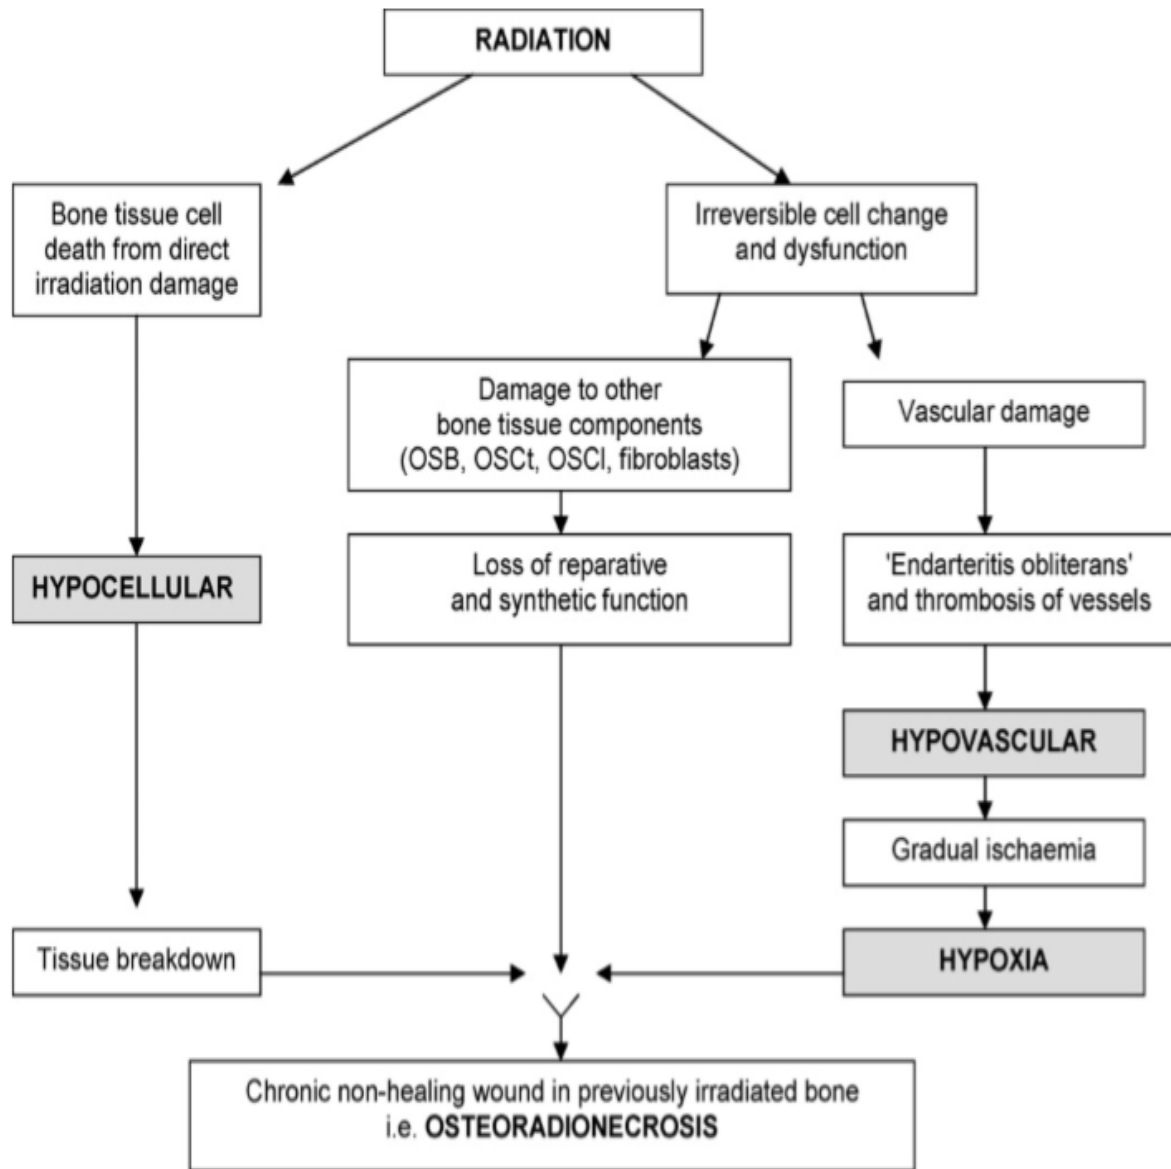 RADIATION
Bone tissue cell
death from direct
irradiation damage
Irreversible cell change
and dysfunction
Damage to other
bone tissue components
(OSB, OSCt, OSCl, fibroblasts)
Vascular damage
HYPOCELLULAR
Loss of reparative
and synthetic function
'Endarteritis obliterans'
and thrombosis of vessels
HYPOVASCULAR
Gradual ischaemia
Tissue breakdown
HYPOXIA
Chronic non-healing wound in previously irradiated bone
i.e. OSTEORADIONECROSIS